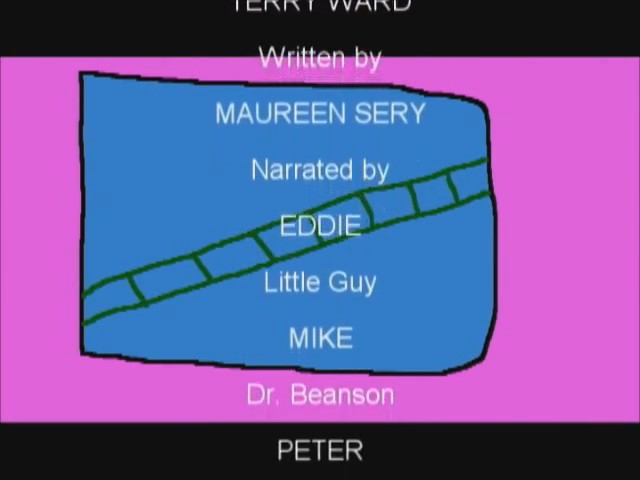 TERRY WARD
Written by
MAUREEN SERY
Narrated by
EDDIE
Little Guy
MIKE
Dr. Beanson
PETER